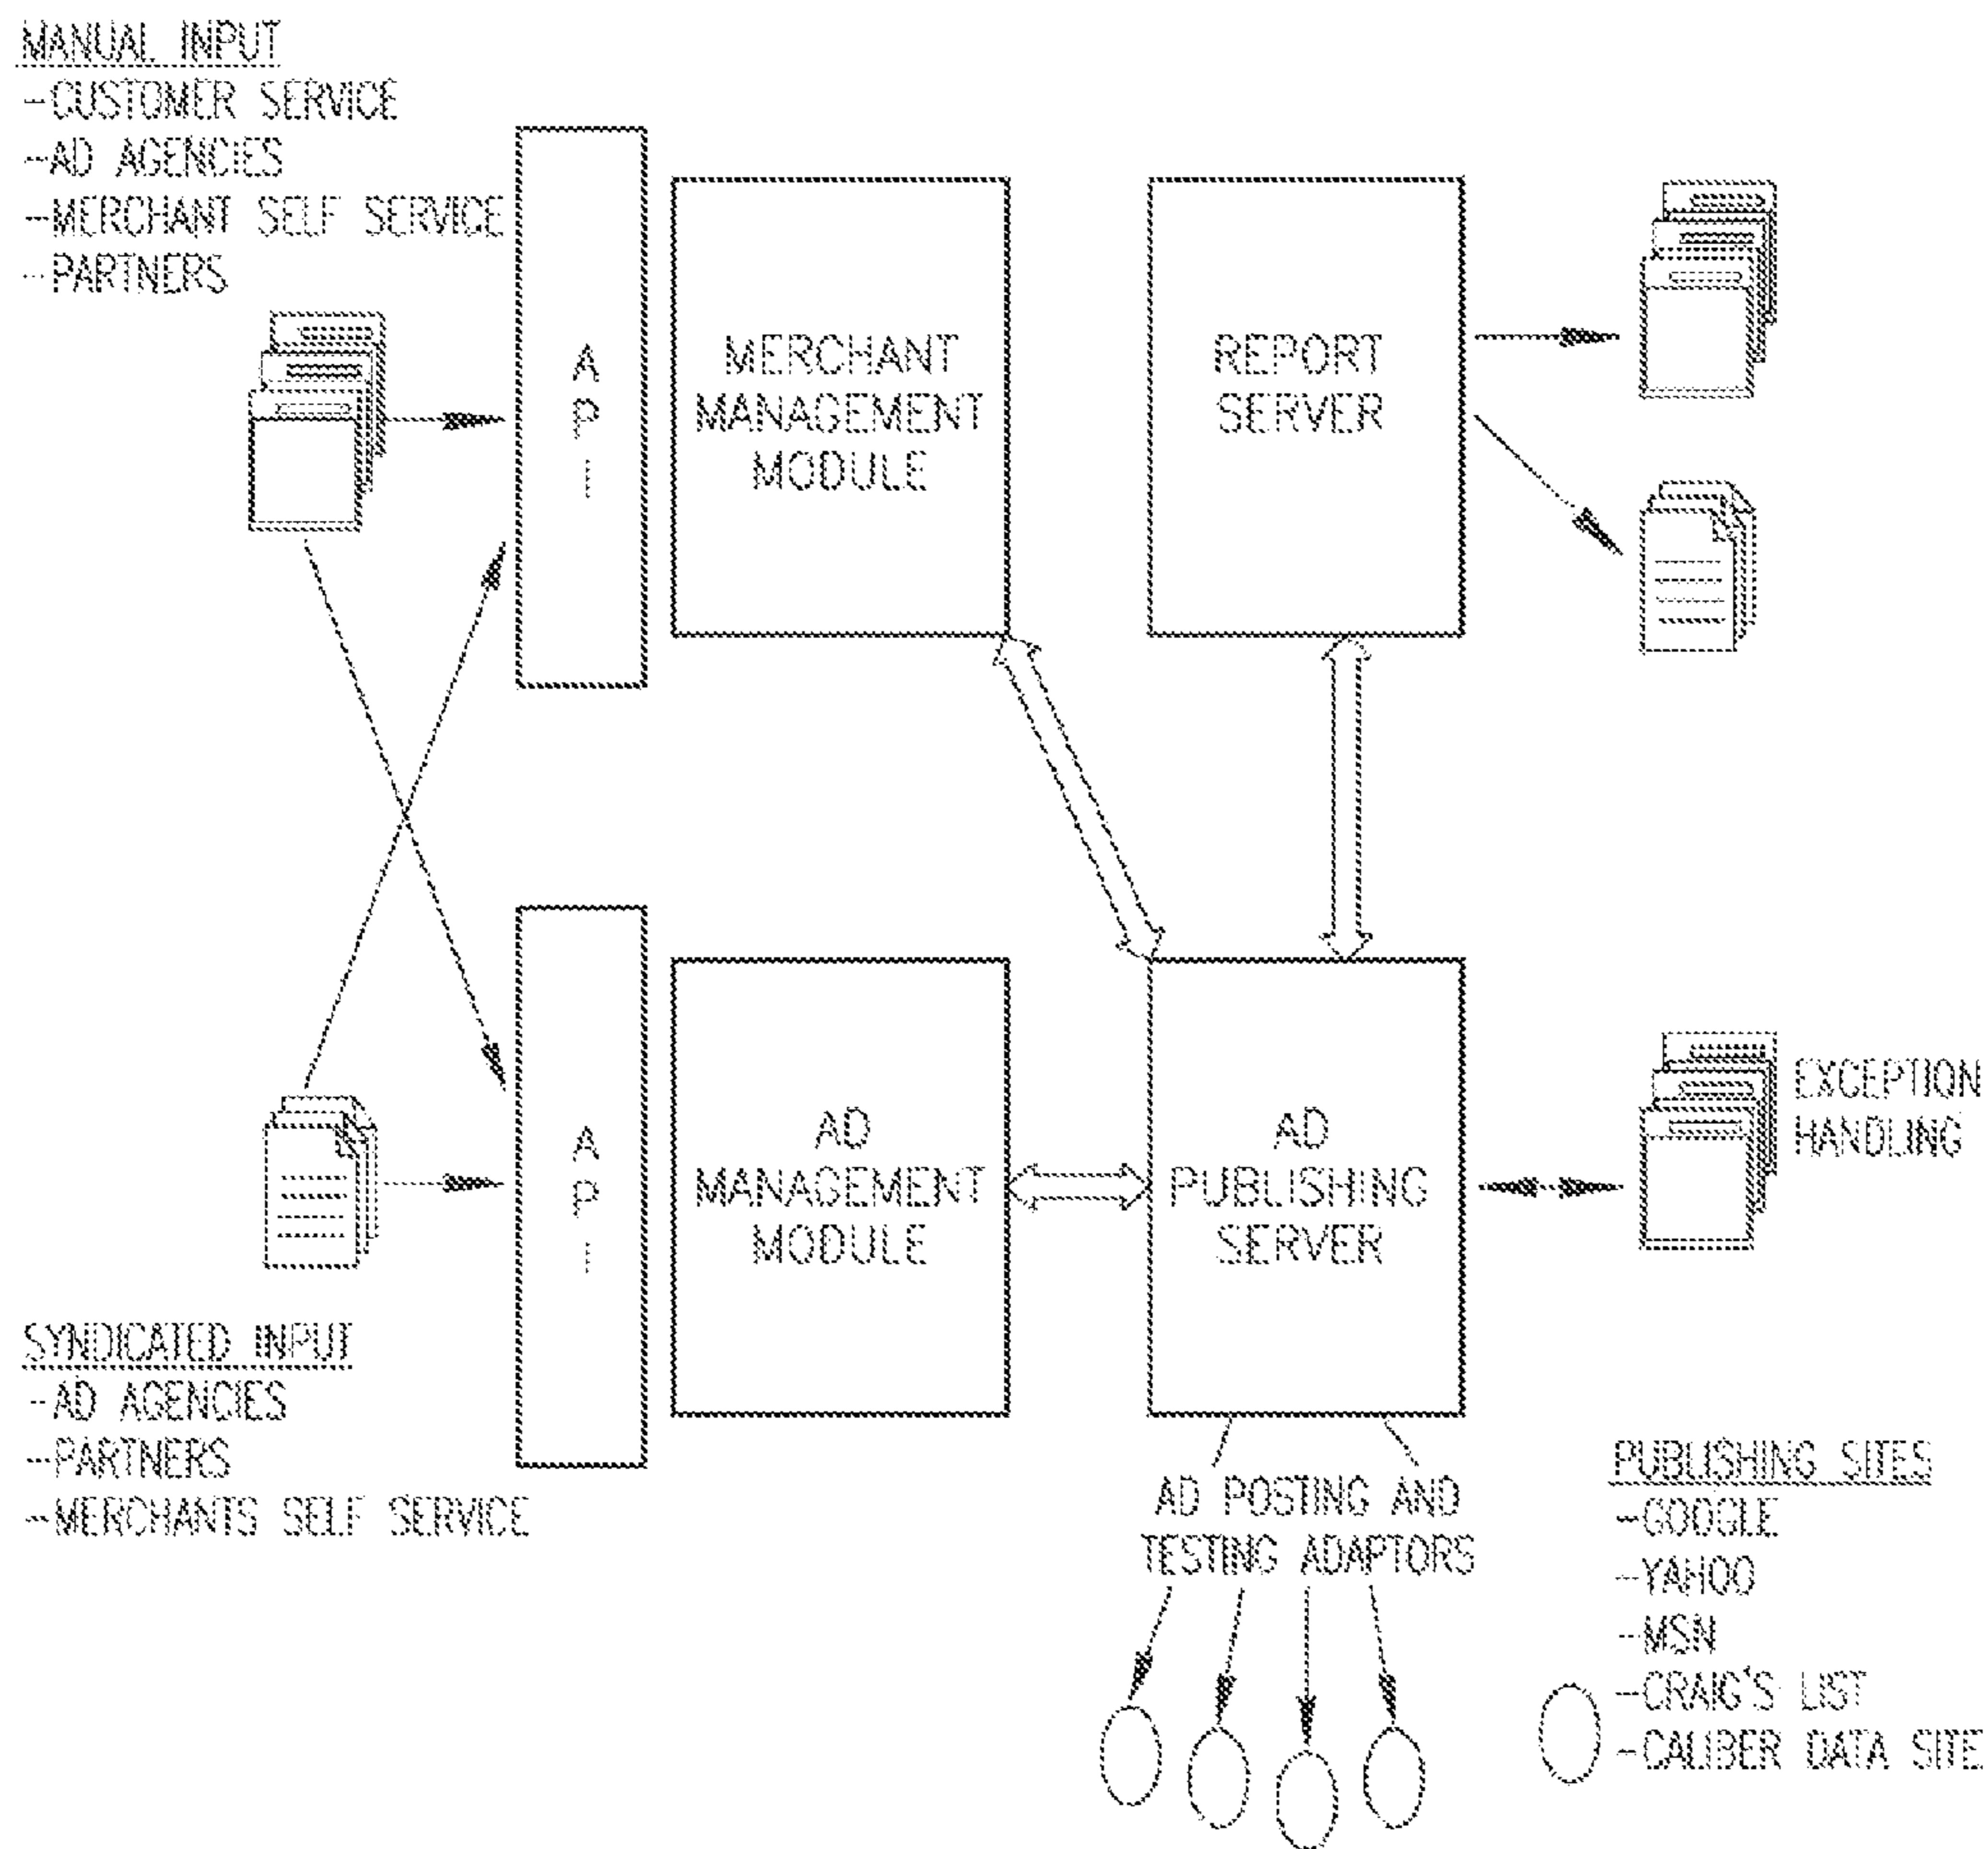 MANUAL INPUT
-CUSTOMER SERVICE
-AD AGENCIES
-MERCHANT SELF SERVICE
-PARTNERS
A
P
I
MERCHANT
MANAGEMENT
MODULE
REPORT
SERVER
A
P
I
AD
MANAGEMENT
MODULE
AD
PUBLISHING
SERVER
EXCEPTION
HANDLING
SYNDICATED INPUT
-AD AGENCIES
-PARTNERS
-MERCHANTS SELF SERVICE
AD POSTING AND
TESTING ADAPTORS
PUBLISHING SITES
-GOOGLE
-YAHOO
-MSN
-CRAIG'S LIST
-CALIBER DATA SITE